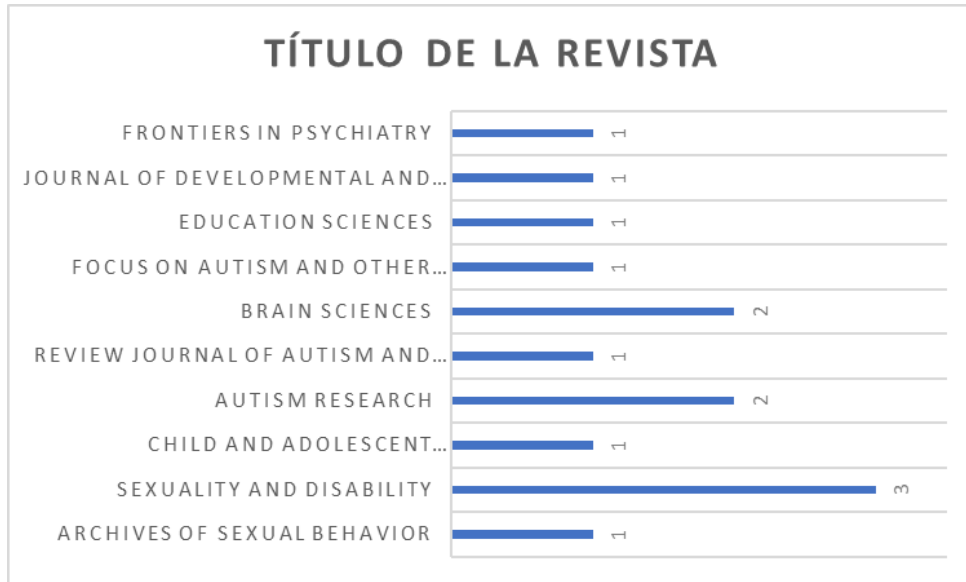 TÍTULO DE LA REVISTA
FRONTIERS IN PSYCHIATRY 1
JOURNAL OF DEVELOPMENTAL AND... 1
EDUCATION SCIENCES 1
FOCUS ON AUTISM AND OTHER... 1
BRAIN SCIENCES 2
REVIEW JOURNAL OF AUTISM AND... 1
AUTISM RESEARCH 2
CHILD AND ADOLESCENT... 1
SEXUALITY AND DISABILITY 3
ARCHIVES OF SEXUAL BEHAVIOR 1